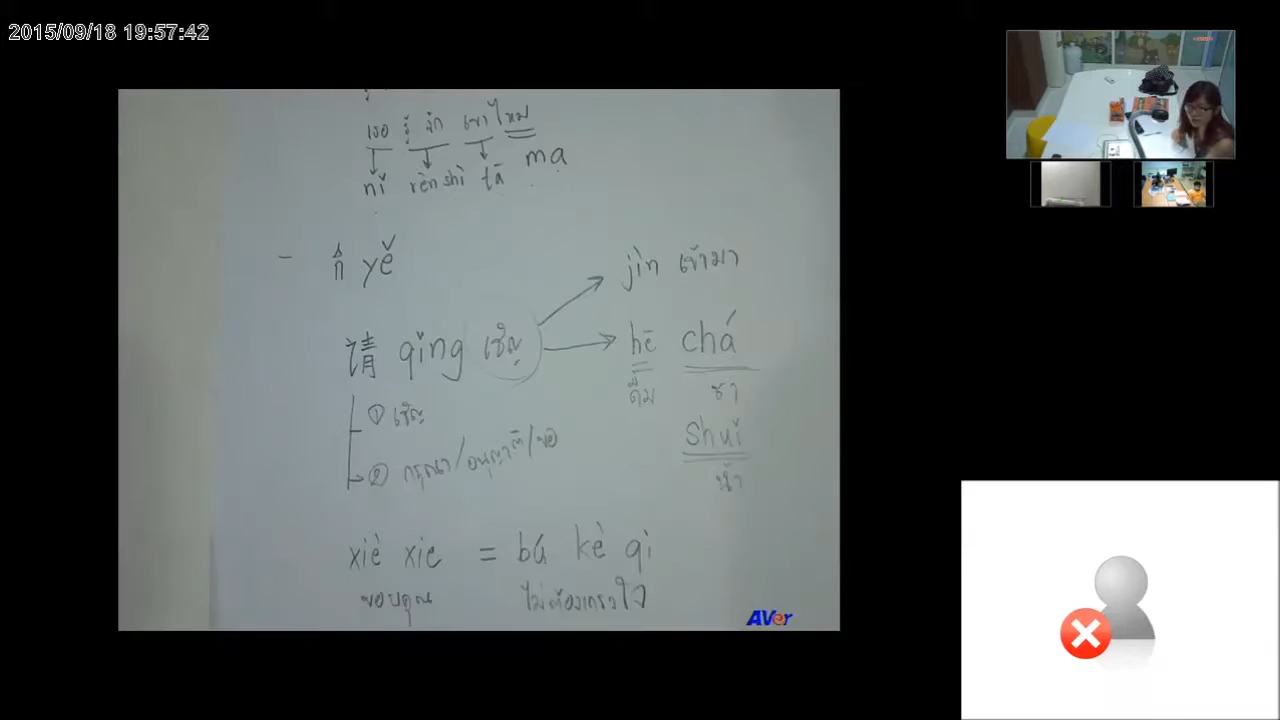 2015/09/18 19:57:42
เธอ รู้ จัก เขา ไหม
nǐ rèn shi tā ma
- ก็ yě
请 qǐng เชิญ
jìn เข้ามา
hē chá
ดื่ม ชา
① เชิญ
shuǐ
② กรุณา/อนุญาต/ขอ
น้ำ
xiè xie = bú kè qi
ขอบคุณ ไม่ต้องเกรงใจ
AVer